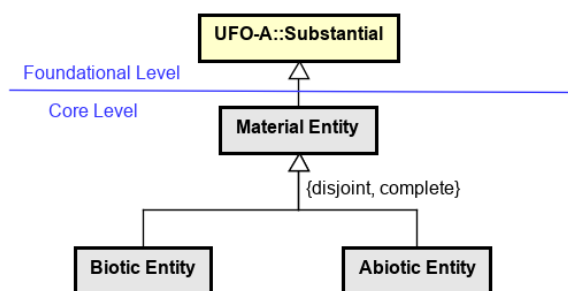 UFO-A::Substantial
Foundational Level
Core Level
Material Entity
{disjoint, complete}
Biotic Entity
Abiotic Entity